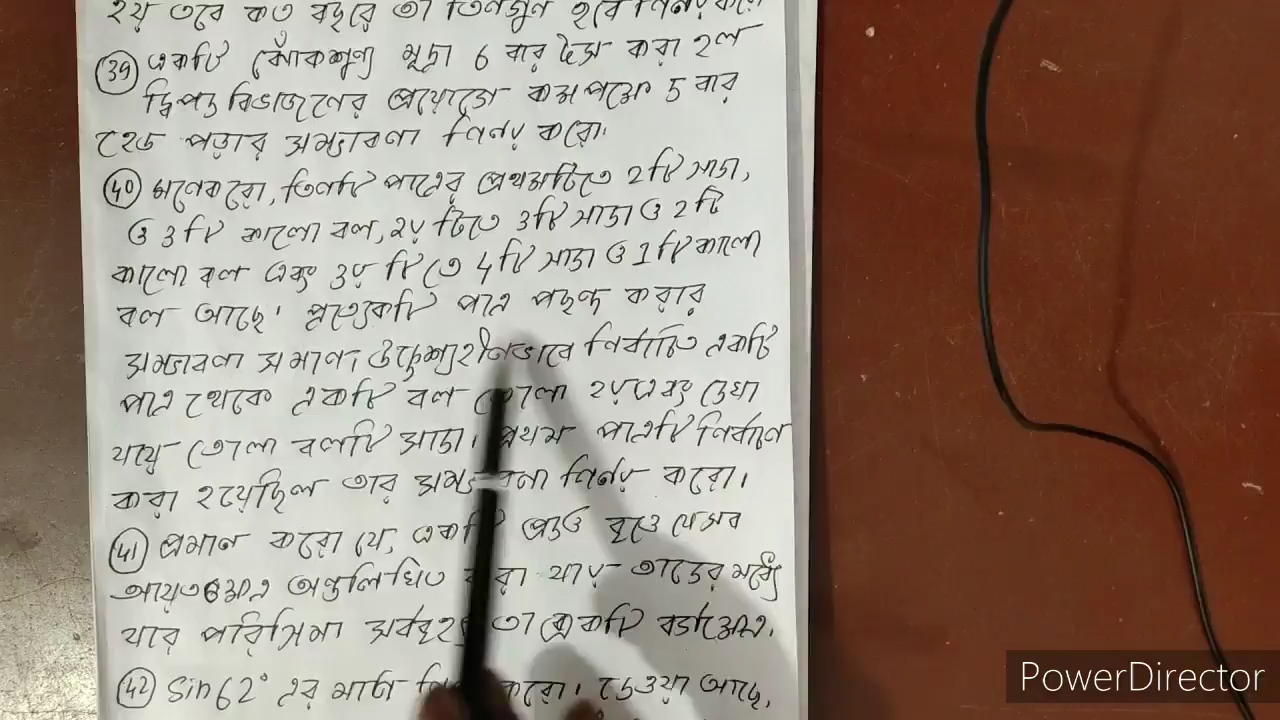 হয় তবে কত বছরে তা তিনগুন হবে নির্ণয় করো
(39) একটি ঝোঁকশূণ্য মুদ্রা 6 বার টস করা হল
দ্বিপদ বিভাজনের প্রয়োগে কমপক্ষে 5 বার
হেড পড়ার সম্ভাবনা নির্ণয় করো।
(40) মনেকরো, তিনটি পাত্রের প্রথমটিতে 2টি সাদা,
ও 3টি কালো বল, ২য় টিতে 3টি সাদা ও 2টি
কালো বল এবং 3য় টিতে 4টি সাদা ও 1টি কালো
বল আছে। প্রত্যেকটি পাত্র পছন্দ করার
সম্ভাবনা সমান। উদ্দেশ্যহীনভাবে নির্বাচিত একটি
পাত্র থেকে একটি বল তোলা হয় এবং দেখা
যায় তোলা বলটি সাদা। প্রথম পাত্রটি নির্বাচন
করা হয়েছিল তার নির্ণয় করো।
(41) প্রমান করো যে, একটি প্রদত্ত বৃত্তে যেসব
আয়তক্ষেত্র অন্তর্লিখিত করা যায় তাদের মধ্যে
যার পরিসিমা সর্ববৃহৎ তা একটি বর্গক্ষেত্র।
(42) Sin 62° এর মান করো। দেওয়া আছে,